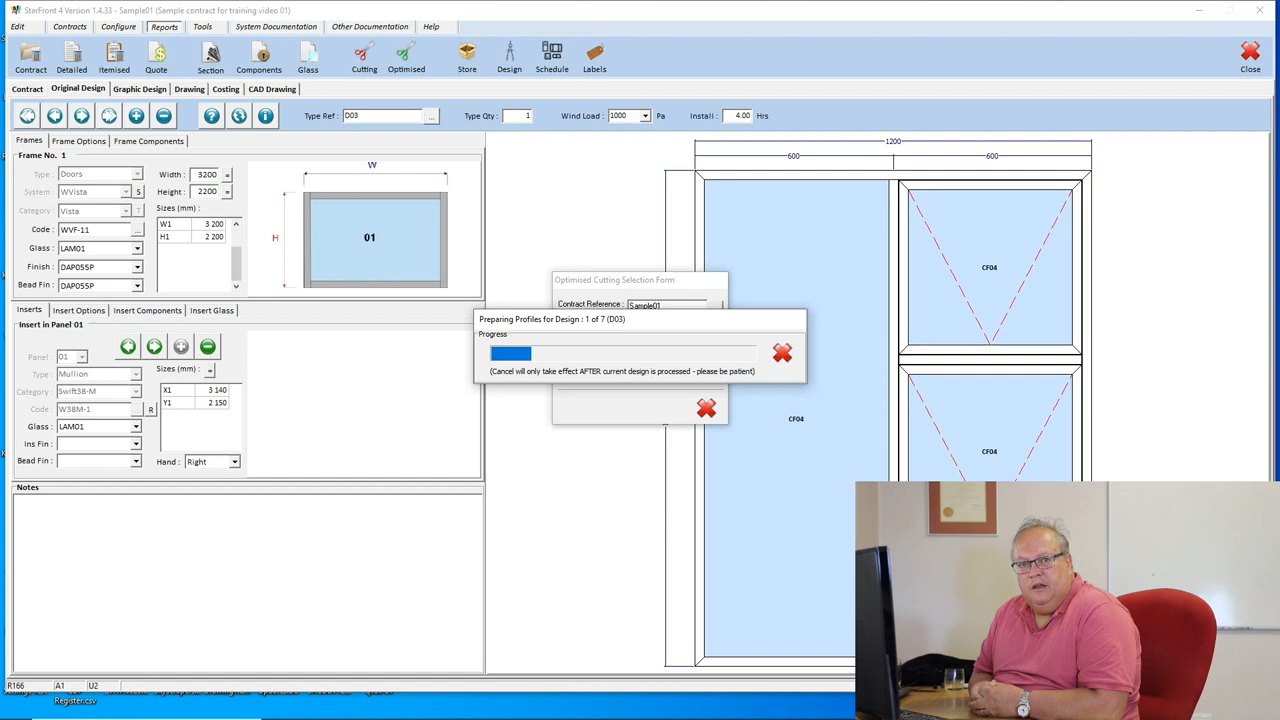 StarFront 4 Version 1.4.33 - Sample01 (Sample contract for training video 01)
Edit Contracts Configure Reports Tools System Documentation Other Documentation Help
Contract Detailed Itemised Quote Section Components Glass Cutting Optimised Store Design Schedule Labels Close
Contract Original Design Graphic Design Drawing Costing CAD Drawing
Type Ref : D03 ... Type Qty : 1 Wind Load : 1000 Pa Install : 4.00 Hrs
Frames Frame Options Frame Components
Frame No. 1
Type : Doors
System : WVista S
Category : Vista T
Code : WVF-11 ...
Glass : LAM01
Finish : DAP055P
Bead Fin : DAP055P
Width : 3200 =
Height : 2200 =
Sizes (mm) :
W1 3 200
H1 2 200
W
H
01
Inserts Insert Options Insert Components Insert Glass
Insert in Panel 01
Panel : 01
Type : Mullion
Category : Swift38-M
Code : W38M-1 R
Glass : LAM01
Ins Fin :
Bead Fin :
Sizes (mm) : =
X1 3 140
Y1 2 150
Hand : Right
Notes
1200
600 600
CF04
CF04
CF04
Optimised Cutting Selection Form
Contract Reference : Sample01
Preparing Profiles for Design : 1 of 7 (D03)
Progress
(Cancel will only take effect AFTER current design is processed - please be patient)
R166 A1 U2
Register.csv